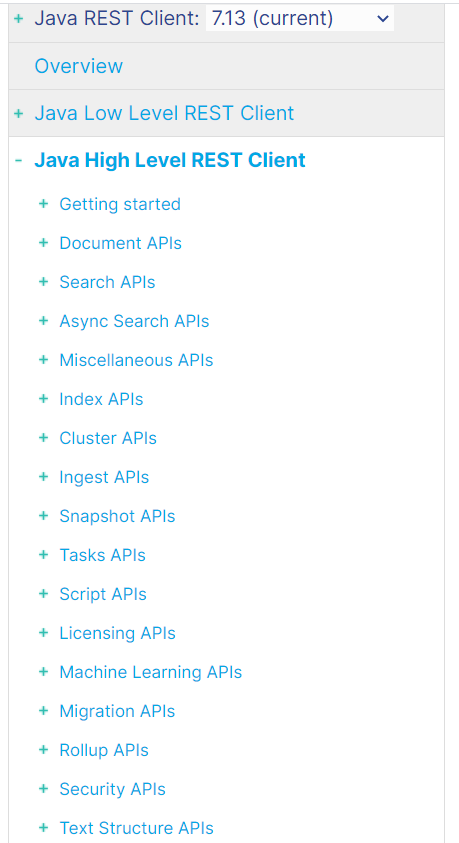 + Java REST Client: 7.13 (current)
Overview
+ Java Low Level REST Client
- Java High Level REST Client
+ Getting started
+ Document APIs
+ Search APIs
+ Async Search APIs
+ Miscellaneous APIs
+ Index APIs
+ Cluster APIs
+ Ingest APIs
+ Snapshot APIs
+ Tasks APIs
+ Script APIs
+ Licensing APIs
+ Machine Learning APIs
+ Migration APIs
+ Rollup APIs
+ Security APIs
+ Text Structure APIs